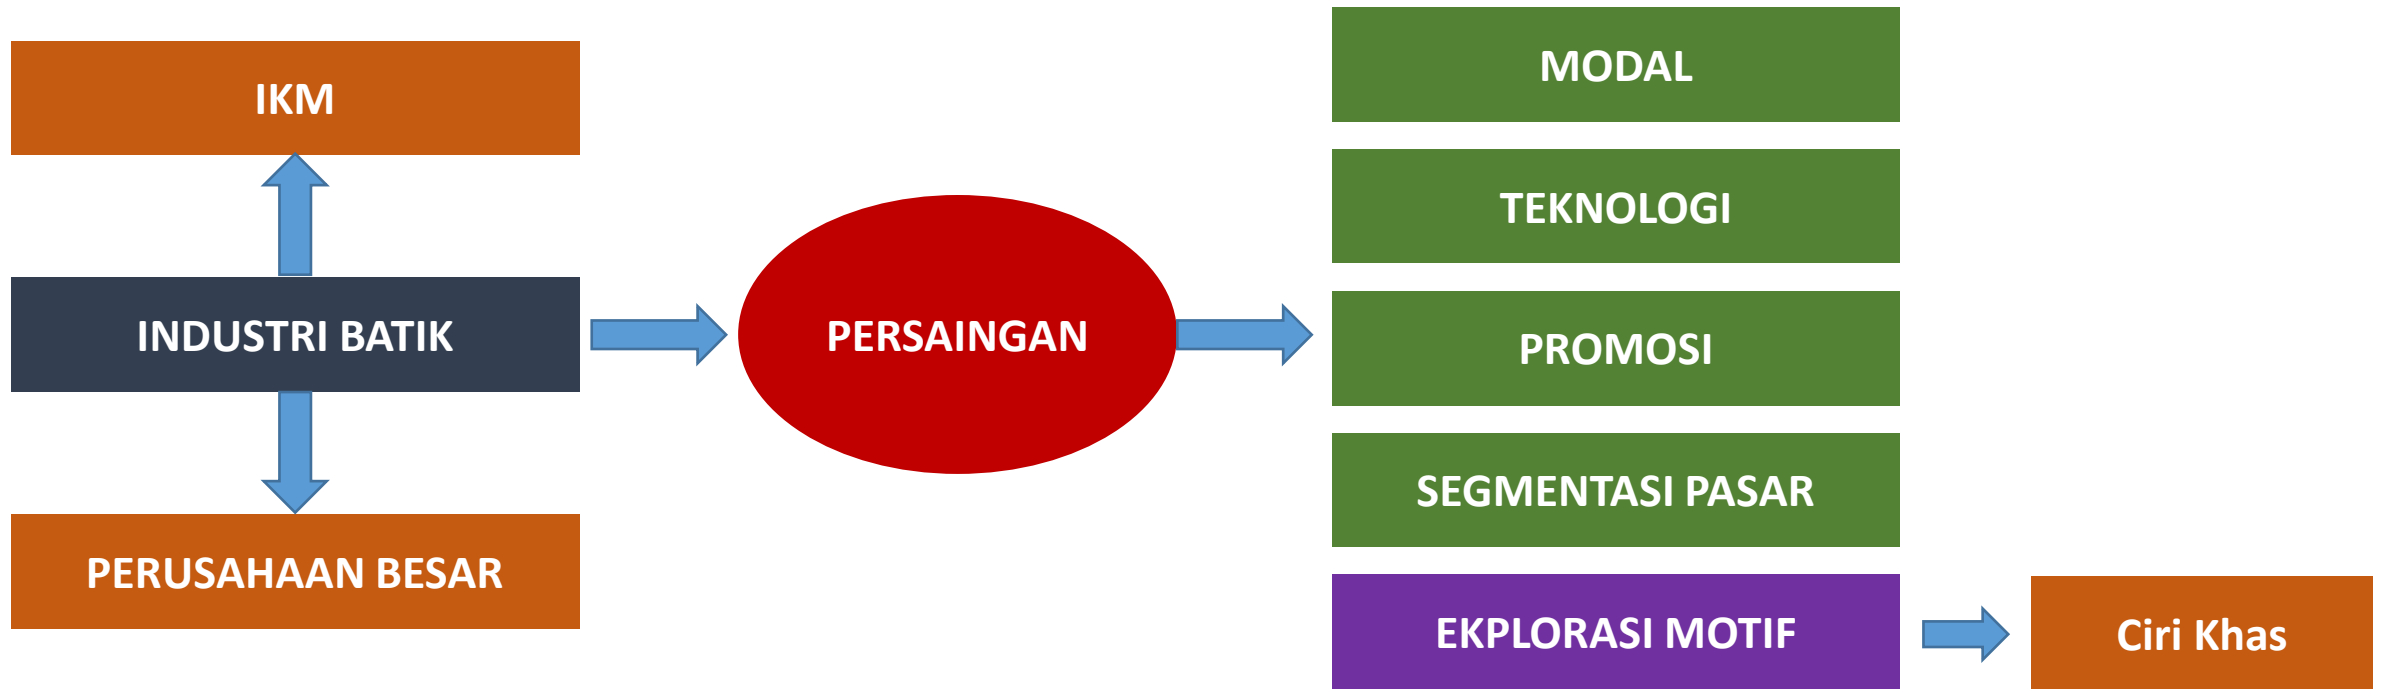 IKM
INDUSTRI BATIK
PERUSAHAAN BESAR
PERSAINGAN
MODAL
TEKNOLOGI
PROMOSI
SEGMENTASI PASAR
EKPLORASI MOTIF
Ciri Khas